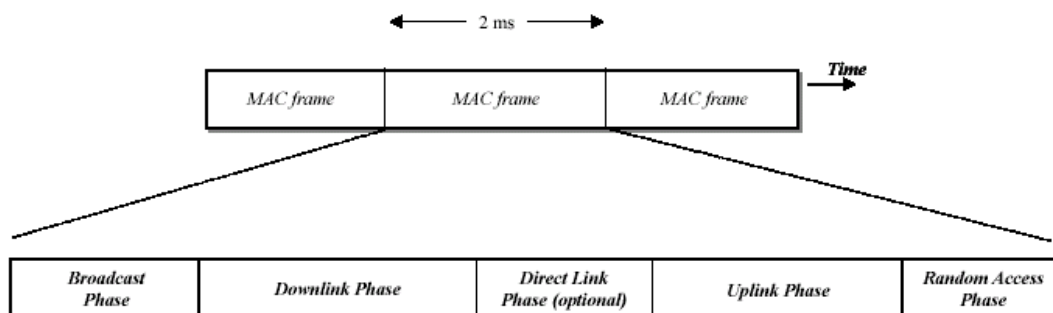 2 ms
Time
MAC frame
MAC frame
MAC frame
Broadcast
Phase
Downlink Phase
Direct Link
Phase (optional)
Uplink Phase
Random Access
Phase